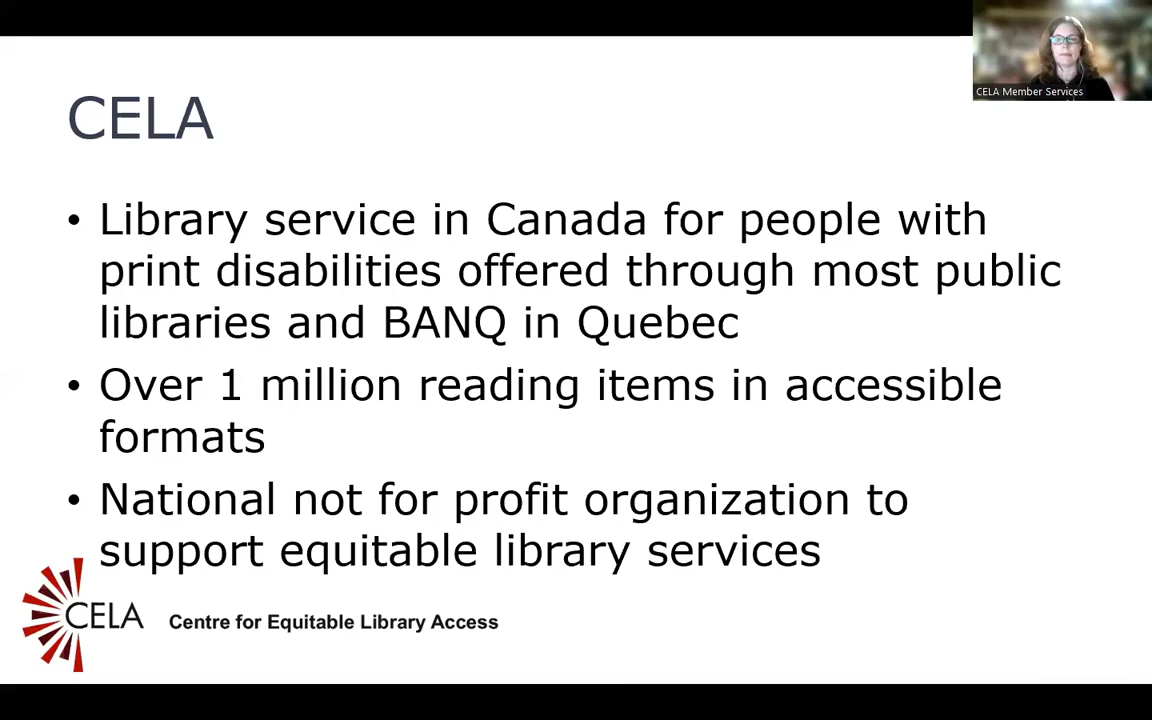 CELA Member Services
CELA
• Library service in Canada for people with
print disabilities offered through most public
libraries and BANQ in Quebec
• Over 1 million reading items in accessible
formats
• National not for profit organization to
support equitable library services
CELA Centre for Equitable Library Access